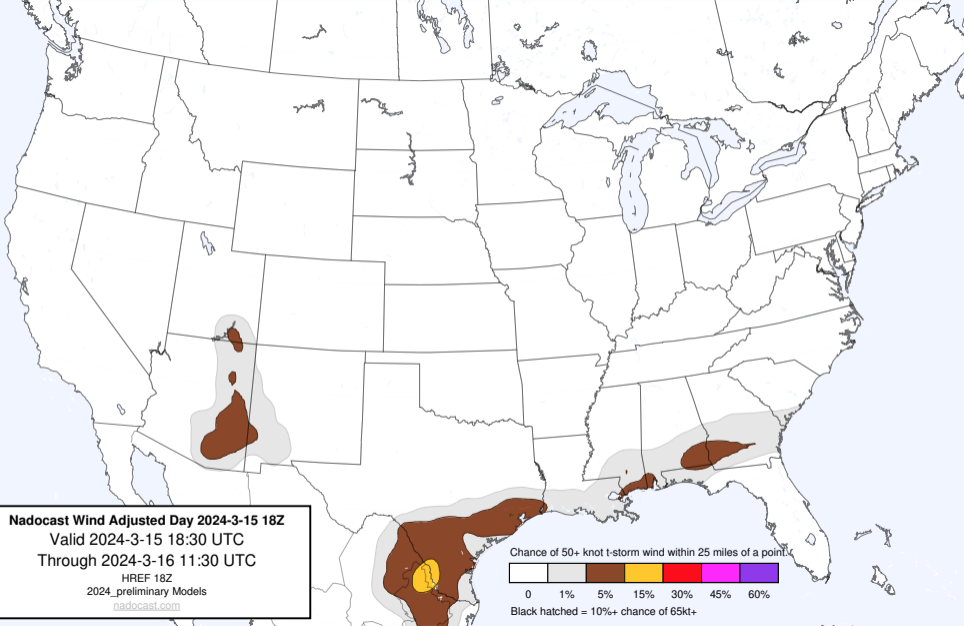 Nadocast Wind Adjusted Day 2024-3-15 18Z
Valid 2024-3-15 18:30 UTC
Through 2024-3-16 11:30 UTC
HREF 18Z
2024_preliminary Models
nadocast.com
Chance of 50+ knot t-storm wind within 25 miles of a point.
0 1% 5% 15% 30% 45% 60%
Black hatched = 10%+ chance of 65kt+